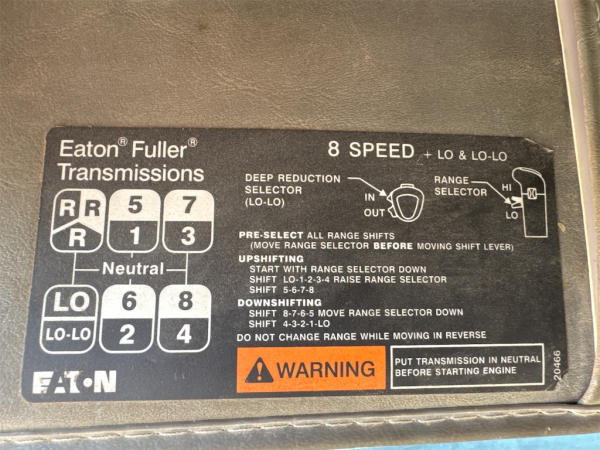 Eaton® Fuller®
Transmissions
8 SPEED + LO & LO-LO
R R 5 7
R 1 3
Neutral
LO 6 8
LO-LO 2 4
EATON
DEEP REDUCTION
SELECTOR
(LO-LO)
IN
OUT
RANGE
SELECTOR
HI
LO
PRE-SELECT ALL RANGE SHIFTS
(MOVE RANGE SELECTOR BEFORE MOVING SHIFT LEVER)
UPSHIFTING
START WITH RANGE SELECTOR DOWN
SHIFT LO-1-2-3-4 RAISE RANGE SELECTOR
SHIFT 5-6-7-8
DOWNSHIFTING
SHIFT 8-7-6-5 MOVE RANGE SELECTOR DOWN
SHIFT 4-3-2-1-LO
DO NOT CHANGE RANGE WHILE MOVING IN REVERSE
WARNING
PUT TRANSMISSION IN NEUTRAL
BEFORE STARTING ENGINE
20466